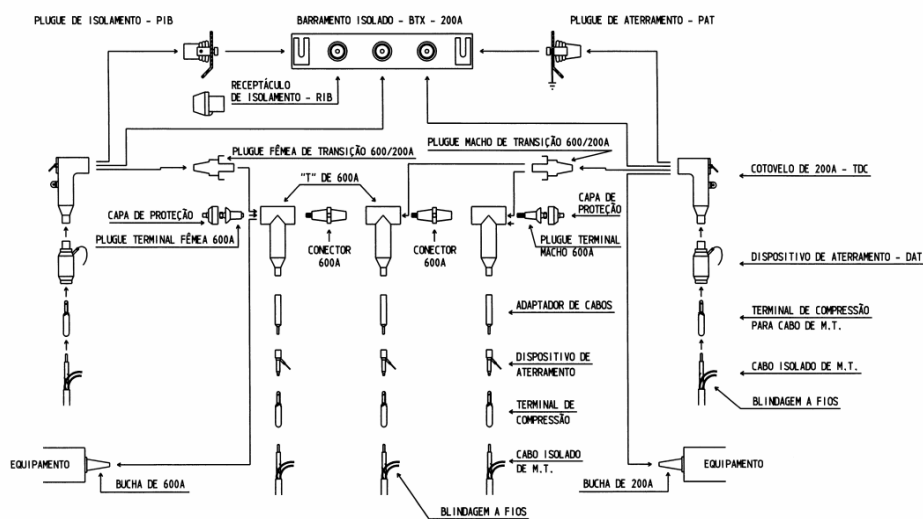 PLUGUE DE ISOLAMENTO - PIB
BARRAMENTO ISOLADO - BTX - 200A
PLUGUE DE ATERRAMENTO - PAT
RECEPTÁCULO
DE ISOLAMENTO - RIB
PLUGUE FÊMEA DE TRANSIÇÃO 600/200A
PLUGUE MACHO DE TRANSIÇÃO 600/200A
"T" DE 600A
COTOVELO DE 200A - TDC
CAPA DE PROTEÇÃO
CAPA DE
PROTEÇÃO
PLUGUE TERMINAL FÊMEA 600A
CONECTOR
600A
CONECTOR
600A
PLUGUE TERMINAL
MACHO 600A
DISPOSITIVO DE ATERRAMENTO - DAT
ADAPTADOR DE CABOS
TERMINAL DE COMPRESSÃO
PARA CABO DE M.T.
DISPOSITIVO DE
ATERRAMENTO
CABO ISOLADO DE M.T.
BLINDAGEM A FIOS
TERMINAL DE
COMPRESSÃO
EQUIPAMENTO
CABO ISOLADO
DE M.T.
EQUIPAMENTO
BUCHA DE 600A
BUCHA DE 200A
BLINDAGEM A FIOS